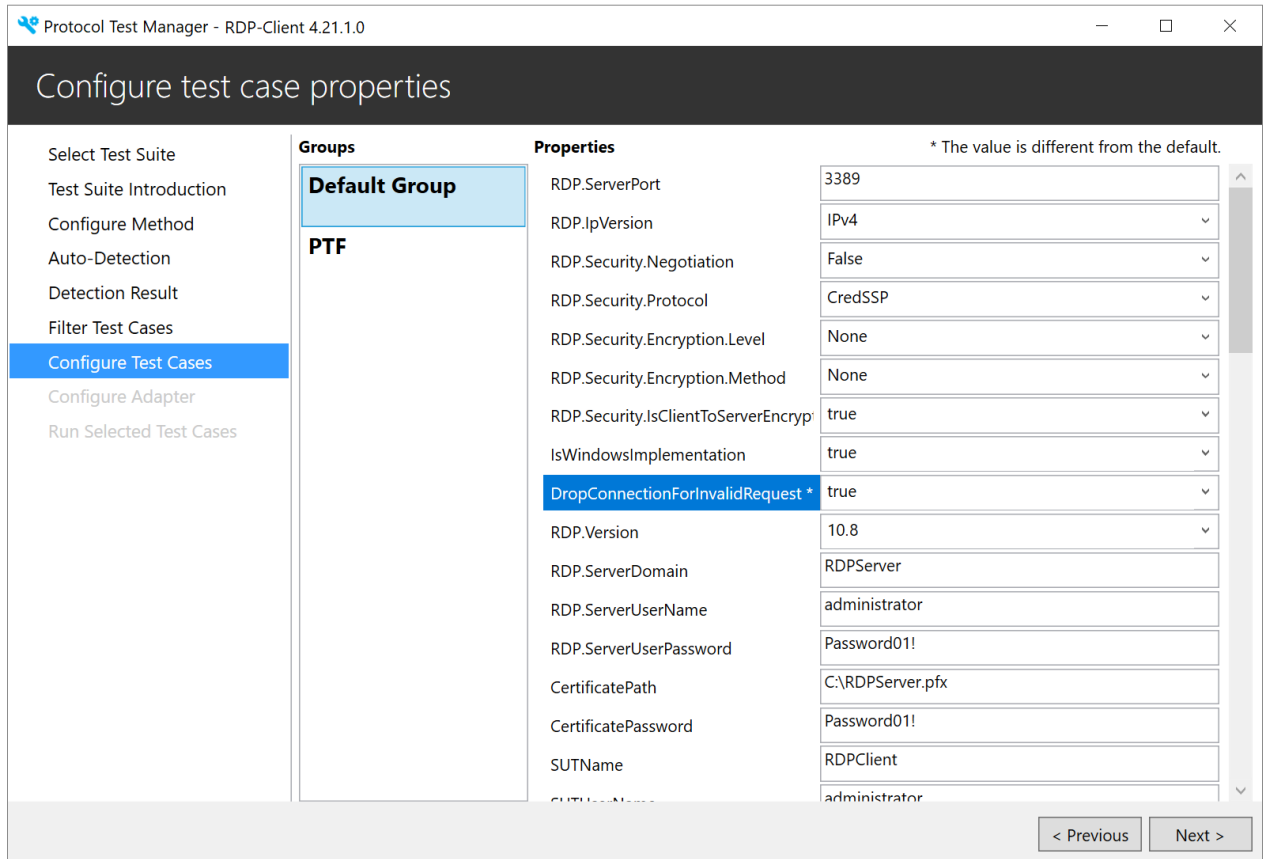 Protocol Test Manager - RDP-Client 4.21.1.0
Configure test case properties
Select Test Suite
Test Suite Introduction
Configure Method
Auto-Detection
Detection Result
Filter Test Cases
Configure Test Cases
Configure Adapter
Run Selected Test Cases
Groups
Default Group
PTF
Properties * The value is different from the default.
RDP.ServerPort 3389
RDP.IpVersion IPv4
RDP.Security.Negotiation False
RDP.Security.Protocol CredSSP
RDP.Security.Encryption.Level None
RDP.Security.Encryption.Method None
RDP.Security.IsClientToServerEncryp true
IsWindowsImplementation true
DropConnectionForInvalidRequest * true
RDP.Version 10.8
RDP.ServerDomain RDPServer
RDP.ServerUserName administrator
RDP.ServerUserPassword Password01!
CertificatePath C:\RDPServer.pfx
CertificatePassword Password01!
SUTName RDPClient
SUTUserName administrator
< Previous Next >